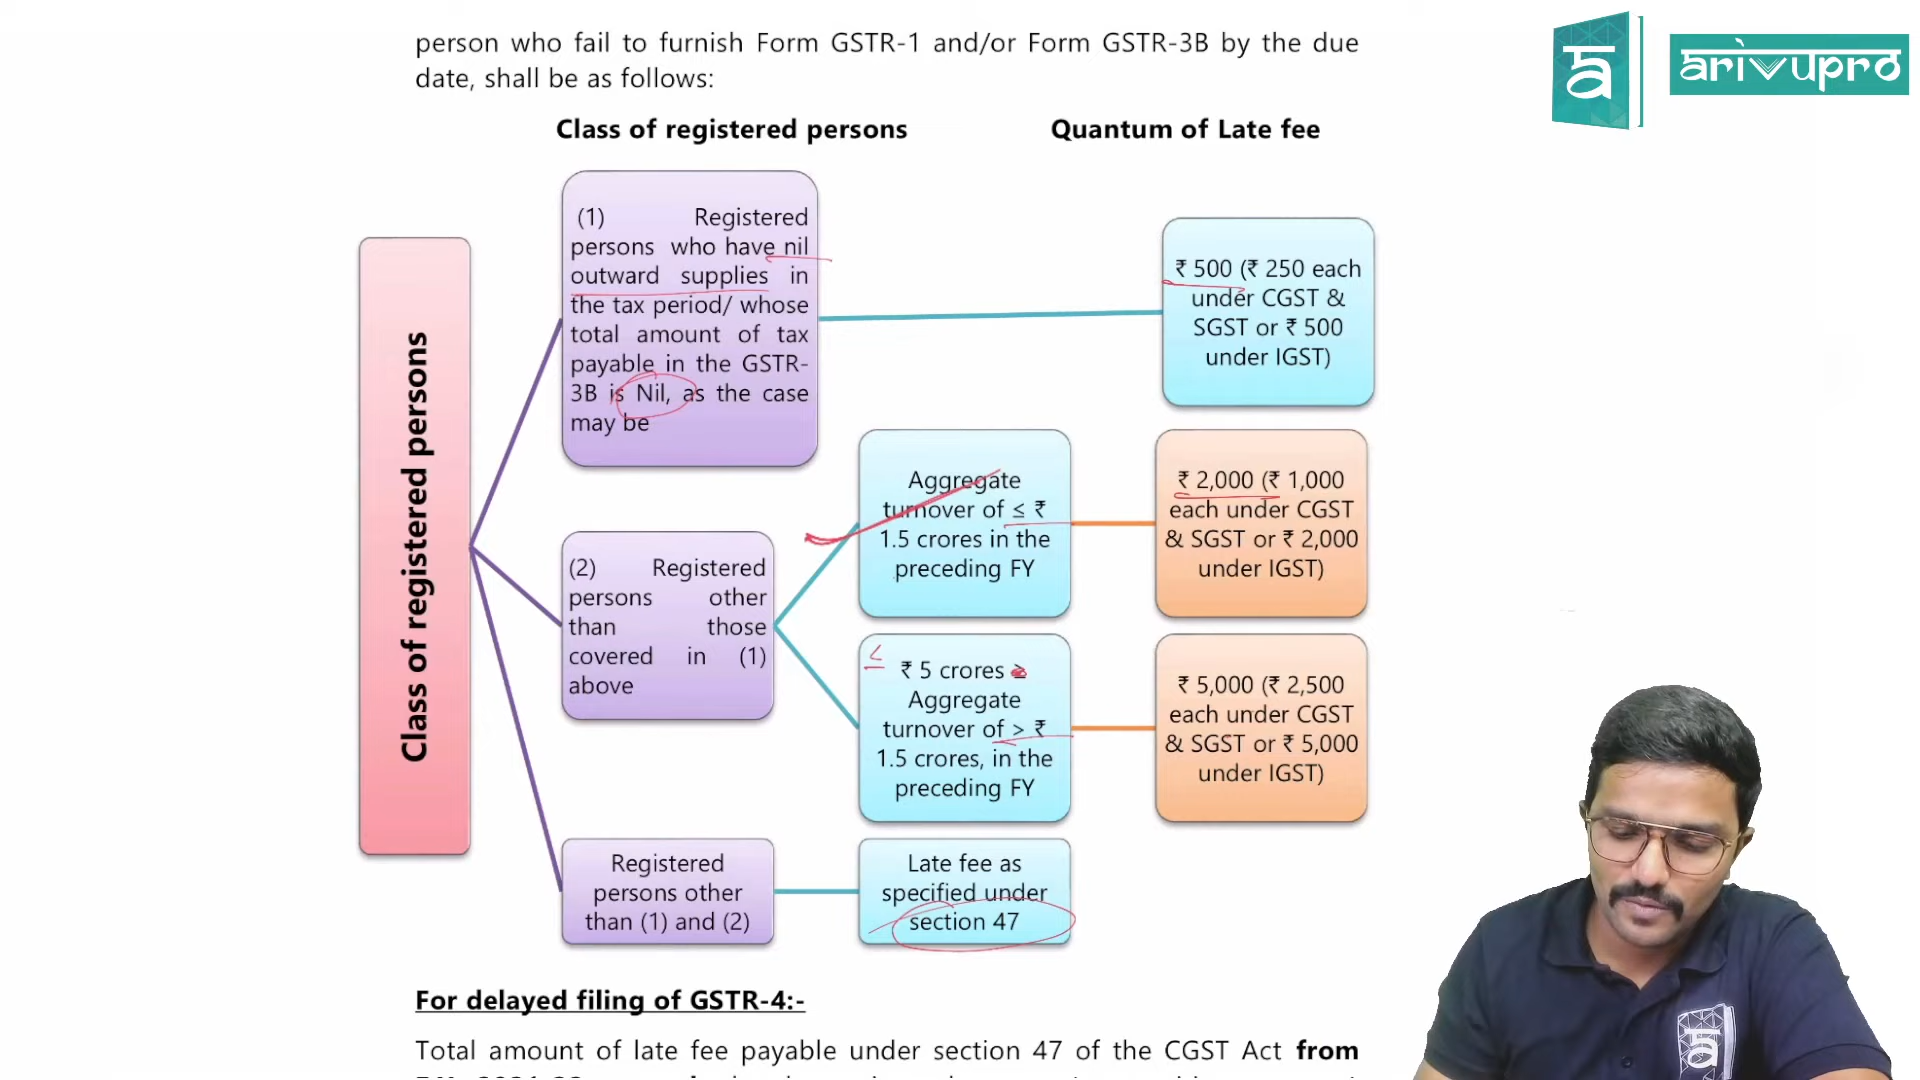 person who fail to furnish Form GSTR-1 and/or Form GSTR-3B by the due
date, shall be as follows:
Class of registered persons
Quantum of Late fee
Class of registered persons
(1) Registered
persons who have nil
outward supplies in
the tax period/ whose
total amount of tax
payable in the GSTR-
3B is Nil, as the case
may be
₹ 500 (₹ 250 each
under CGST &
SGST or ₹ 500
under IGST)
(2) Registered
persons other
than those
covered in (1)
above
Aggregate
turnover of ≤ ₹
1.5 crores in the
preceding FY
₹ 2,000 (₹ 1,000
each under CGST
& SGST or ₹ 2,000
under IGST)
≤
₹ 5 crores ≥
Aggregate
turnover of > ₹
1.5 crores, in the
preceding FY
₹ 5,000 (₹ 2,500
each under CGST
& SGST or ₹ 5,000
under IGST)
Registered
persons other
than (1) and (2)
Late fee as
specified under
section 47
For delayed filing of GSTR-4:-
Total amount of late fee payable under section 47 of the CGST Act from
ā
arivupro
ā